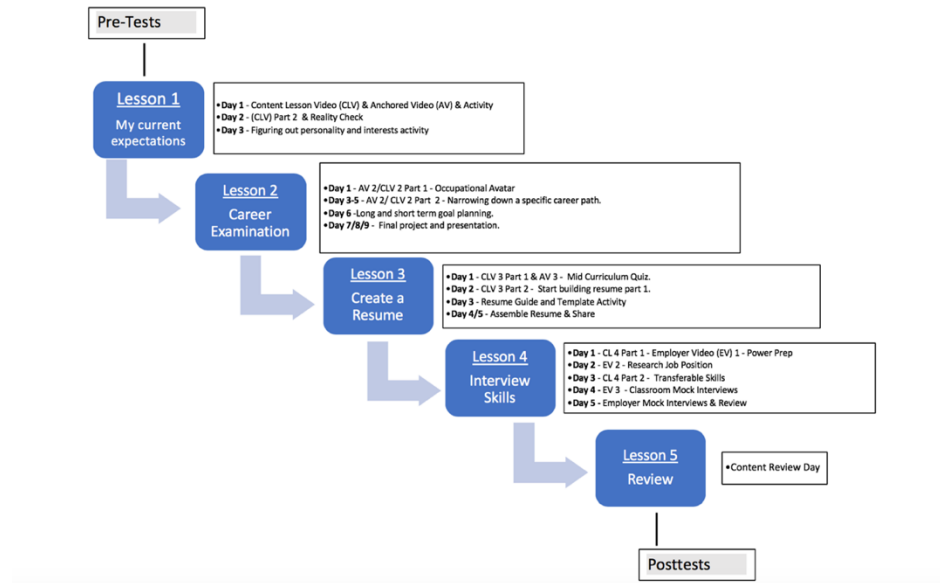 Pre-Tests
Lesson 1
My current
expectations
•Day 1 - Content Lesson Video (CLV) & Anchored Video (AV) & Activity
•Day 2 - (CLV) Part 2 & Reality Check
•Day 3 - Figuring out personality and interests activity
Lesson 2
Career
Examination
•Day 1 - AV 2/CLV 2 Part 1 - Occupational Avatar
•Day 3-5 - AV 2/ CLV 2 Part 2 - Narrowing down a specific career path.
•Day 6 -Long and short term goal planning.
•Day 7/8/9 - Final project and presentation.
Lesson 3
Create a
Resume
•Day 1 - CLV 3 Part 1 & AV 3 - Mid Curriculum Quiz.
•Day 2 - CLV 3 Part 2 - Start building resume part 1.
•Day 3 - Resume Guide and Template Activity
•Day 4/5 - Assemble Resume & Share
Lesson 4
Interview
Skills
•Day 1 - CL 4 Part 1 - Employer Video (EV) 1 - Power Prep
•Day 2 - EV 2 - Research Job Position
•Day 3 - CL 4 Part 2 - Transferable Skills
•Day 4 - EV 3 - Classroom Mock Interviews
•Day 5 - Employer Mock Interviews & Review
Lesson 5
Review
•Content Review Day
Posttests